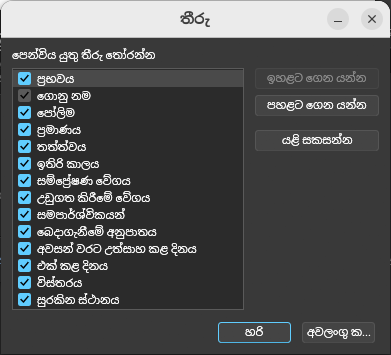 තීරු
පෙන්විය යුතු තීරු තෝරන්න
ප්‍රභවය
ගොනු නම
පෝලිම
ප්‍රමාණය
තත්ත්වය
ඉතිරි කාලය
සම්ප්‍රේෂණ වේගය
උඩුගත කිරීමේ වේගය
සමපාර්ශ්විකයන්
බෙදාගැනීමේ අනුපාතය
අවසන් වරට උත්සාහ කළ දිනය
එක් කළ දිනය
විස්තරය
සුරකින ස්ථානය
ඉහළට ගෙන යන්න
පහළට ගෙන යන්න
යළි සකසන්න
හරි
අවලංගු ක...